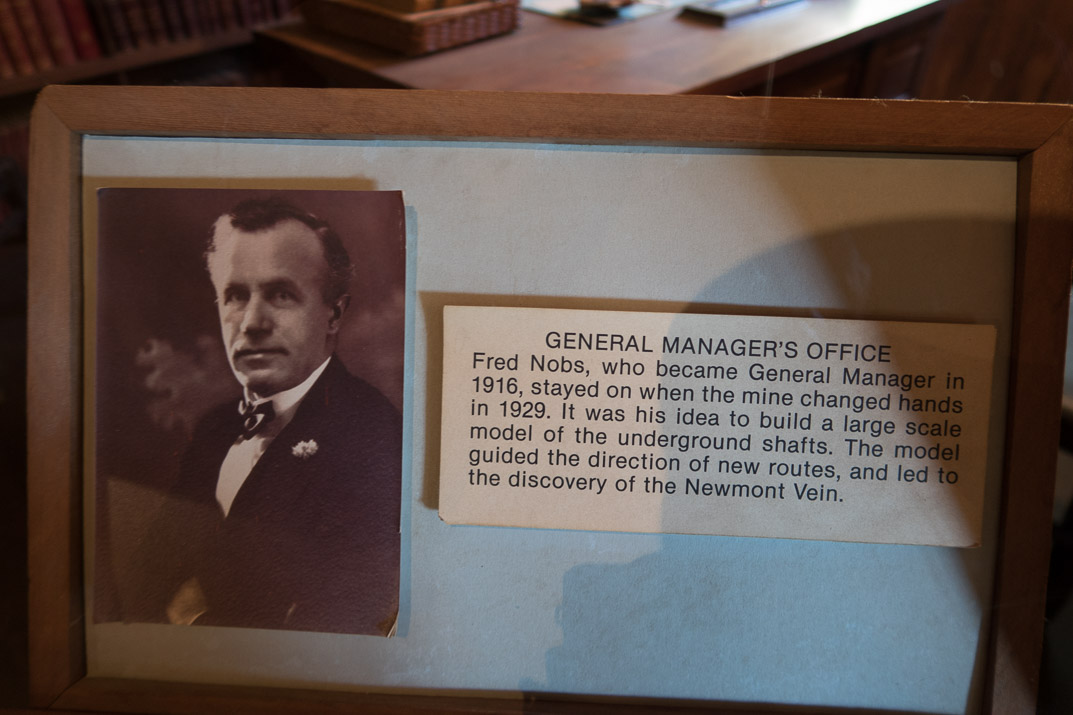 GENERAL MANAGER'S OFFICE
Fred Nobs, who became General Manager in
1916, stayed on when the mine changed hands
in 1929. It was his idea to build a large scale
model of the underground shafts. The model
guided the direction of new routes, and led to
the discovery of the Newmont Vein.